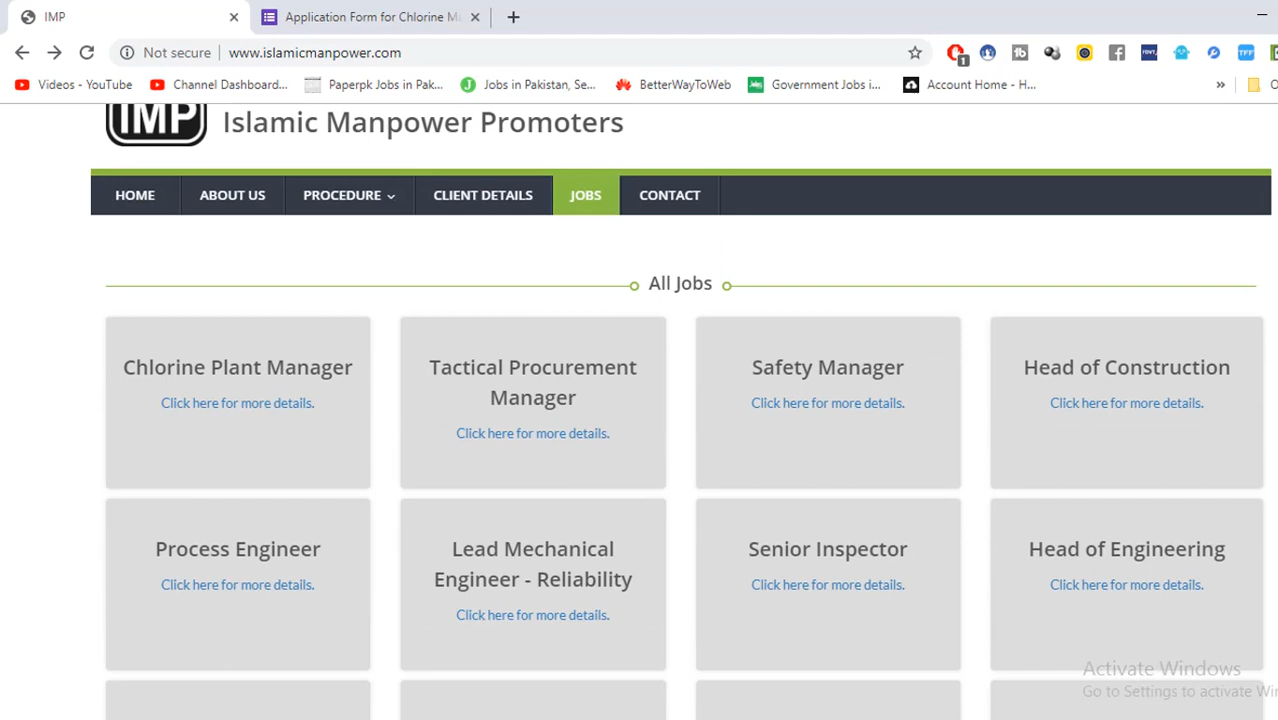 IMP
Application Form for Chlorine Ma
Not secure
www.islamicmanpower.com
1
TFF
Videos - YouTube
Channel Dashboard...
Paperpk Jobs in Pak...
Jobs in Pakistan, Se...
BetterWayToWeb
Government Jobs i...
Account Home - H...
»
IMP
Islamic Manpower Promoters
HOME
ABOUT US
PROCEDURE
CLIENT DETAILS
JOBS
CONTACT
All Jobs
Chlorine Plant Manager
Click here for more details.
Tactical Procurement
Manager
Click here for more details.
Safety Manager
Click here for more details.
Head of Construction
Click here for more details.
Process Engineer
Click here for more details.
Lead Mechanical
Engineer - Reliability
Click here for more details.
Senior Inspector
Click here for more details.
Head of Engineering
Click here for more details.
Activate Windows
Go to Settings to activate Wi